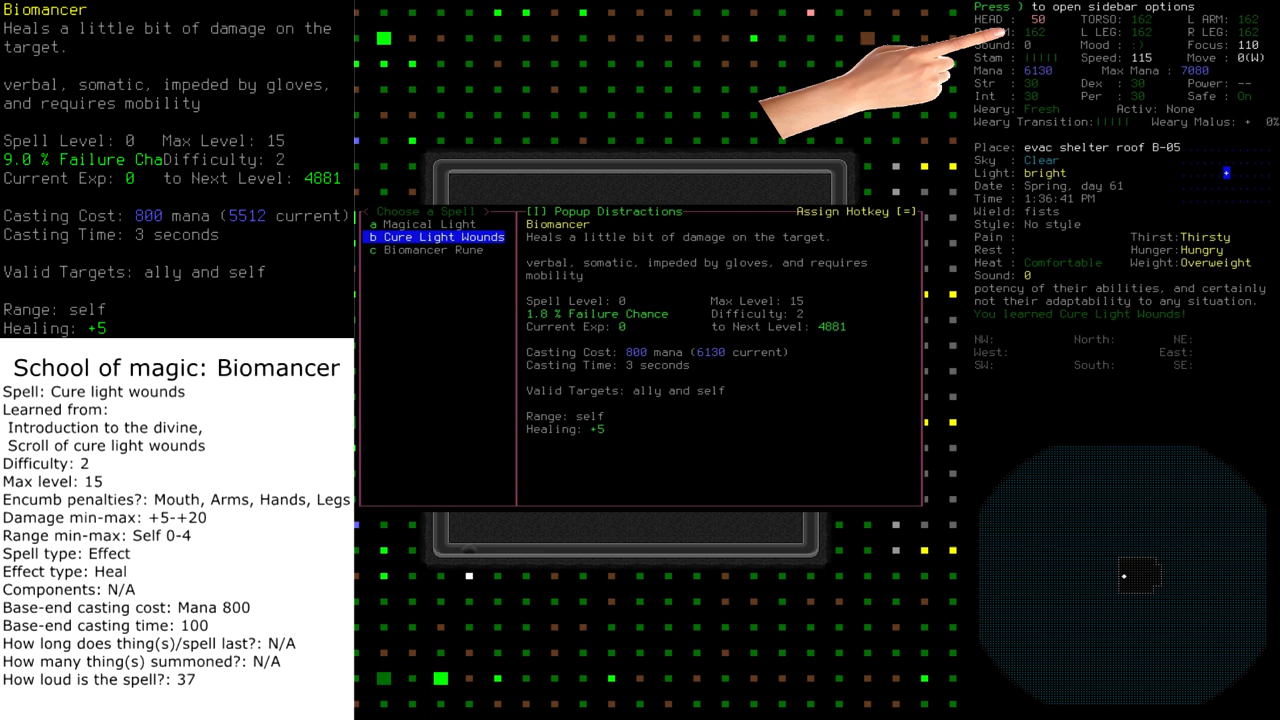 Biomancer
Heals a little bit of damage on the
target.
verbal, somatic, impeded by gloves,
and requires mobility
Spell Level: 0 Max Level: 15
9.0 % Failure ChaDifficulty: 2
Current Exp: 0 to Next Level: 4881
Casting Cost: 800 mana (5512 current)
Casting Time: 3 seconds
Valid Targets: ally and self
Range: self
Healing: +5
School of magic: Biomancer
Spell: Cure light wounds
Learned from:
Introduction to the divine,
Scroll of cure light wounds
Difficulty: 2
Max level: 15
Encumb penalties?: Mouth, Arms, Hands, Legs
Damage min-max: +5-+20
Range min-max: Self 0-4
Spell type: Effect
Effect type: Heal
Components: N/A
Base-end casting cost: Mana 800
Base-end casting time: 100
How long does thing(s)/spell last?: N/A
How many thing(s) summoned?: N/A
How loud is the spell?: 37
< Choose a Spell >
a Magical Light
b Cure Light Wounds
c Biomancer Rune
[I] Popup Distractions Assign Hotkey [=]
Biomancer
Heals a little bit of damage on the target.
verbal, somatic, impeded by gloves, and requires
mobility
Spell Level: 0 Max Level: 15
1.8 % Failure Chance Difficulty: 2
Current Exp: 0 to Next Level: 4881
Casting Cost: 800 mana (6130 current)
Casting Time: 3 seconds
Valid Targets: ally and self
Range: self
Healing: +5
Press } to open sidebar options
HEAD : 50 TORSO: 162 L ARM: 162
162 L LEG: 162 R LEG: 162
Sound: 0 Mood : :) Focus: 110
Stam : ||||| Speed: 115 Move : 0(W)
Mana : 6130 Max Mana : 7080
Str : 30 Dex : 30 Power: --
Int : 30 Per : 30 Safe : On
Weary: Fresh Activ: None
Weary Transition:||||| Weary Malus: + 0%
Place: evac shelter roof B-05
Sky : Clear
Light: bright
Date : Spring, day 61
Time : 1:36:41 PM
Wield: fists
Style: No style
Pain : Thirst:Thirsty
Rest : Hunger:Hungry
Heat : Comfortable Weight:Overweight
Sound: 0
potency of their abilities, and certainly
not their adaptability to any situation.
You learned Cure Light Wounds!
NW: North: NE:
West: East:
SW: South: SE: